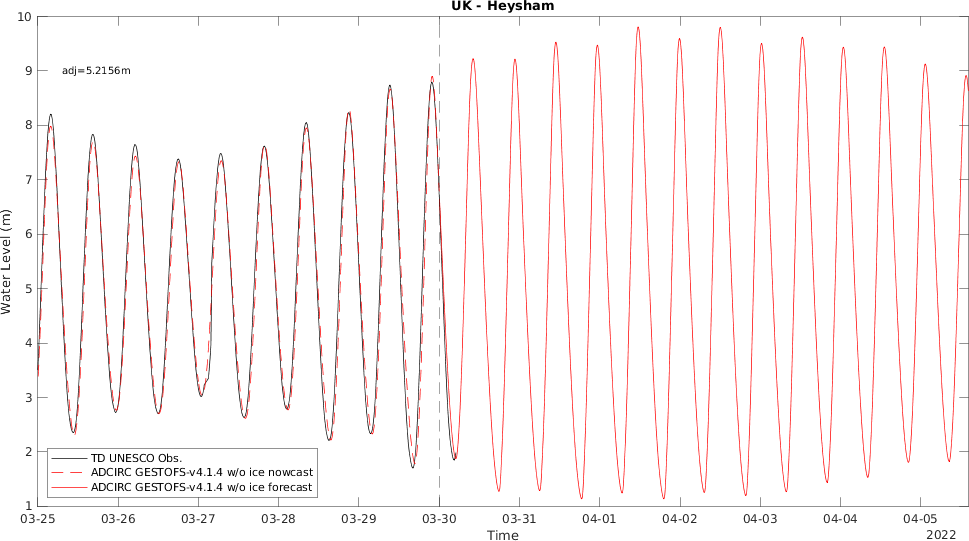 UK - Heysham
10
9
8
7
6
5
4
3
2
1
Water Level (m)
adj=5.2156m
TD UNESCO Obs.
ADCIRC GESTOFS-v4.1.4 w/o ice nowcast
ADCIRC GESTOFS-v4.1.4 w/o ice forecast
03-25 03-26 03-27 03-28 03-29 03-30 03-31 04-01 04-02 04-03 04-04 04-05
Time
2022